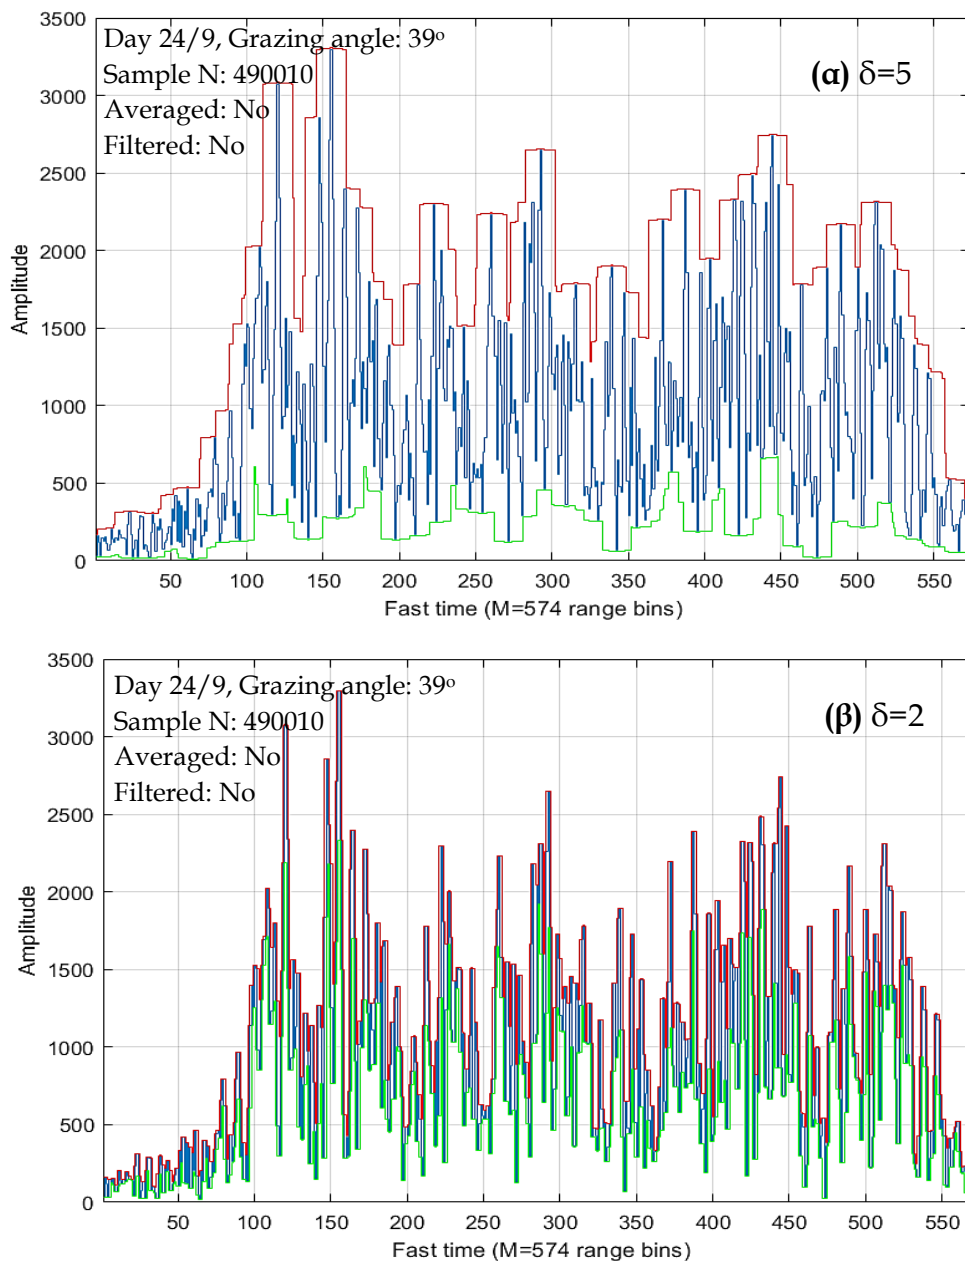 3500
3000
2500
2000
1500
1000
500
0
Amplitude
Day 24/9, Grazing angle: 39º
Sample N: 490010
Averaged: No
Filtered: No
(α) δ=5
50 100 150 200 250 300 350 400 450 500 550
Fast time (M=574 range bins)
3500
3000
2500
2000
1500
1000
500
0
Amplitude
Day 24/9, Grazing angle: 39º
Sample N: 490010
Averaged: No
Filtered: No
(β) δ=2
50 100 150 200 250 300 350 400 450 500 550
Fast time (M=574 range bins)